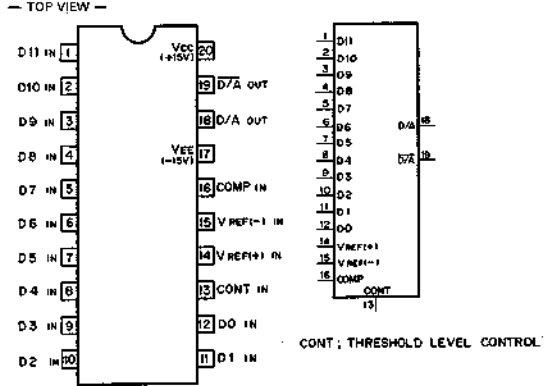 — TOP VIEW —
D11 IN 1
D10 IN 2
D9 IN 3
D8 IN 4
D7 IN 5
D6 IN 6
D5 IN 7
D4 IN 8
D3 IN 9
D2 IN 10
VCC 20
(+15V)
19 D/A OUT
18 D/A OUT
VEE 17
(-15V)
16 COMP IN
15 V REF(-) IN
14 V REF(+) IN
13 CONT IN
12 D0 IN
11 D1 IN
1 D11
2 D10
3 D9
4 D8
5 D7
6 D6
7 D5
8 D4
9 D3
10 D2
11 D1
12 D0
14 V REF(+)
15 V REF(-)
16 COMP
D/A 18
D/A 19
CONT
13
CONT ; THRESHOLD LEVEL CONTROL